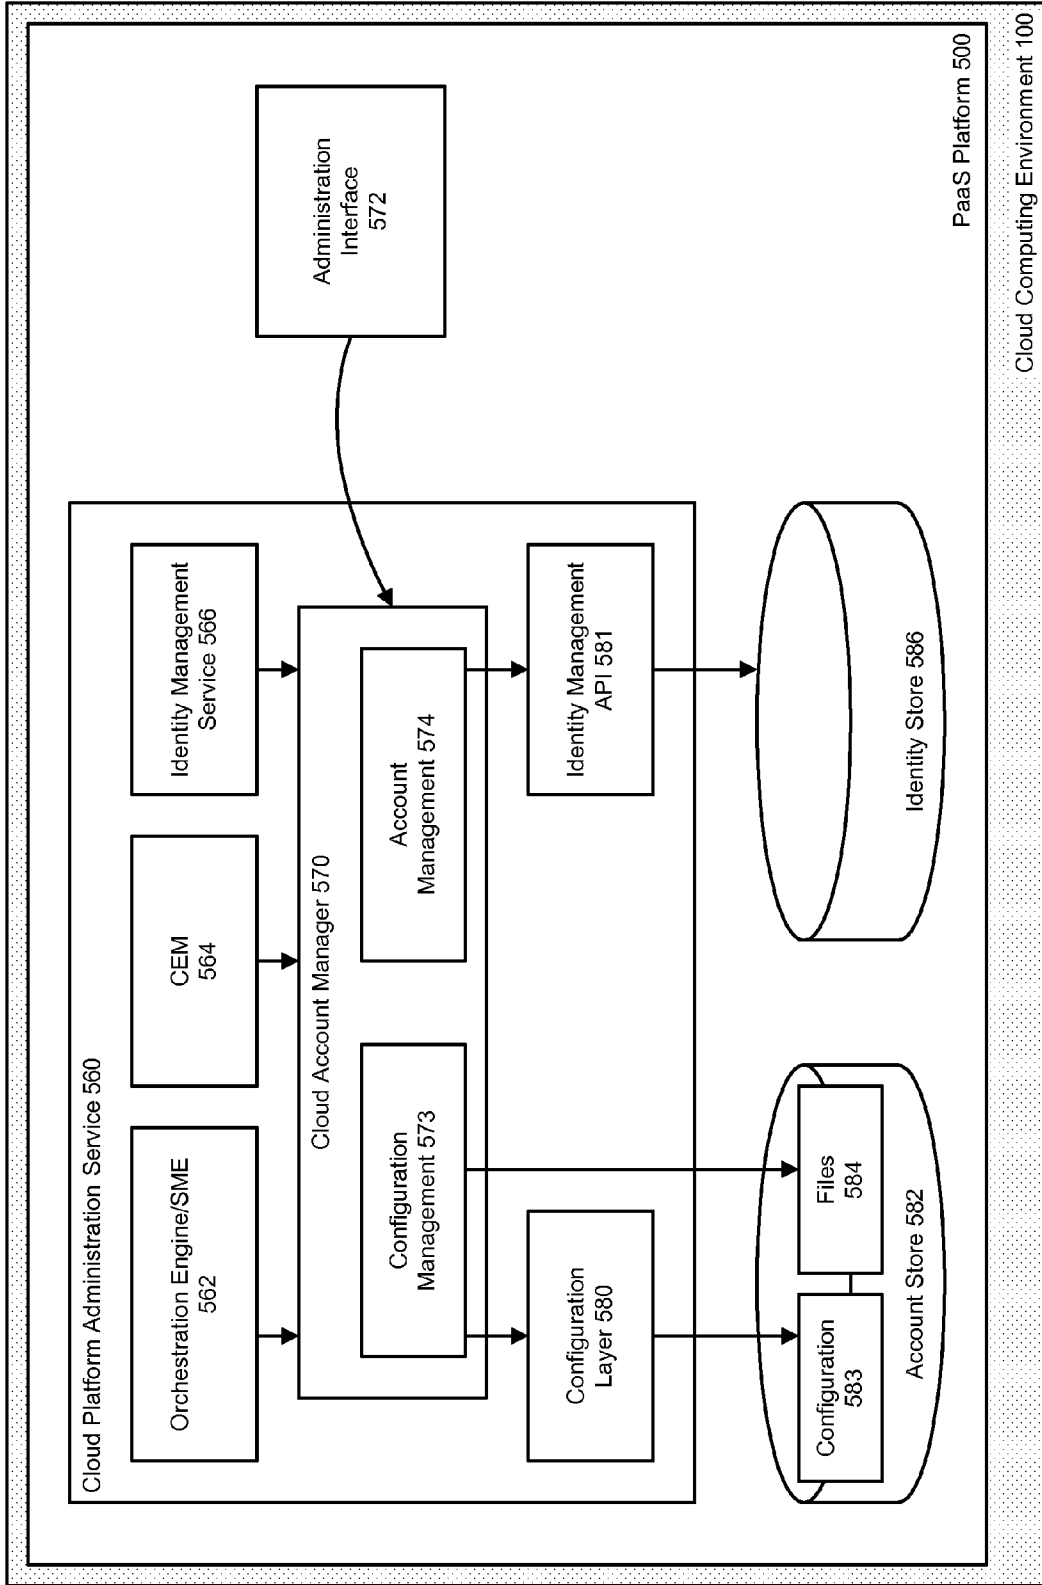 Cloud Platform Administration Service 560
Orchestration Engine/SME
562
CEM
564
Identity Management
Service 566
Administration
Interface
572
Cloud Account Manager 570
Configuration
Management 573
Account
Management 574
Configuration
Layer 580
Identity Management
API 581
Configuration
583
Files
584
Account Store 582
Identity Store 586
PaaS Platform 500
Cloud Computing Environment 100